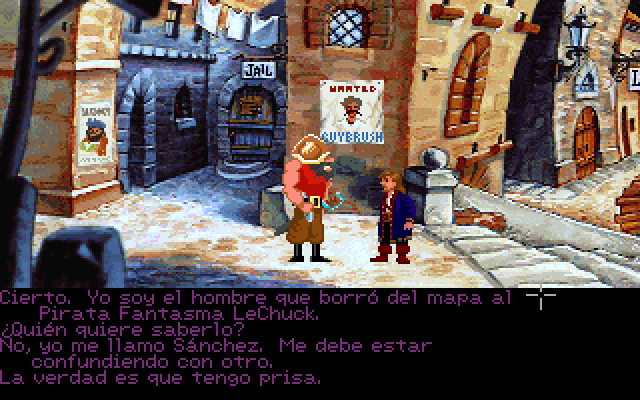 JAIL
WANTED
GUYBRUSH
Cierto. Yo soy el hombre que borró del mapa al
Pirata Fantasma LeChuck.
¿Quién quiere saberlo?
No, yo me llamo Sánchez. Me debe estar
confundiendo con otro.
La verdad es que tengo prisa.